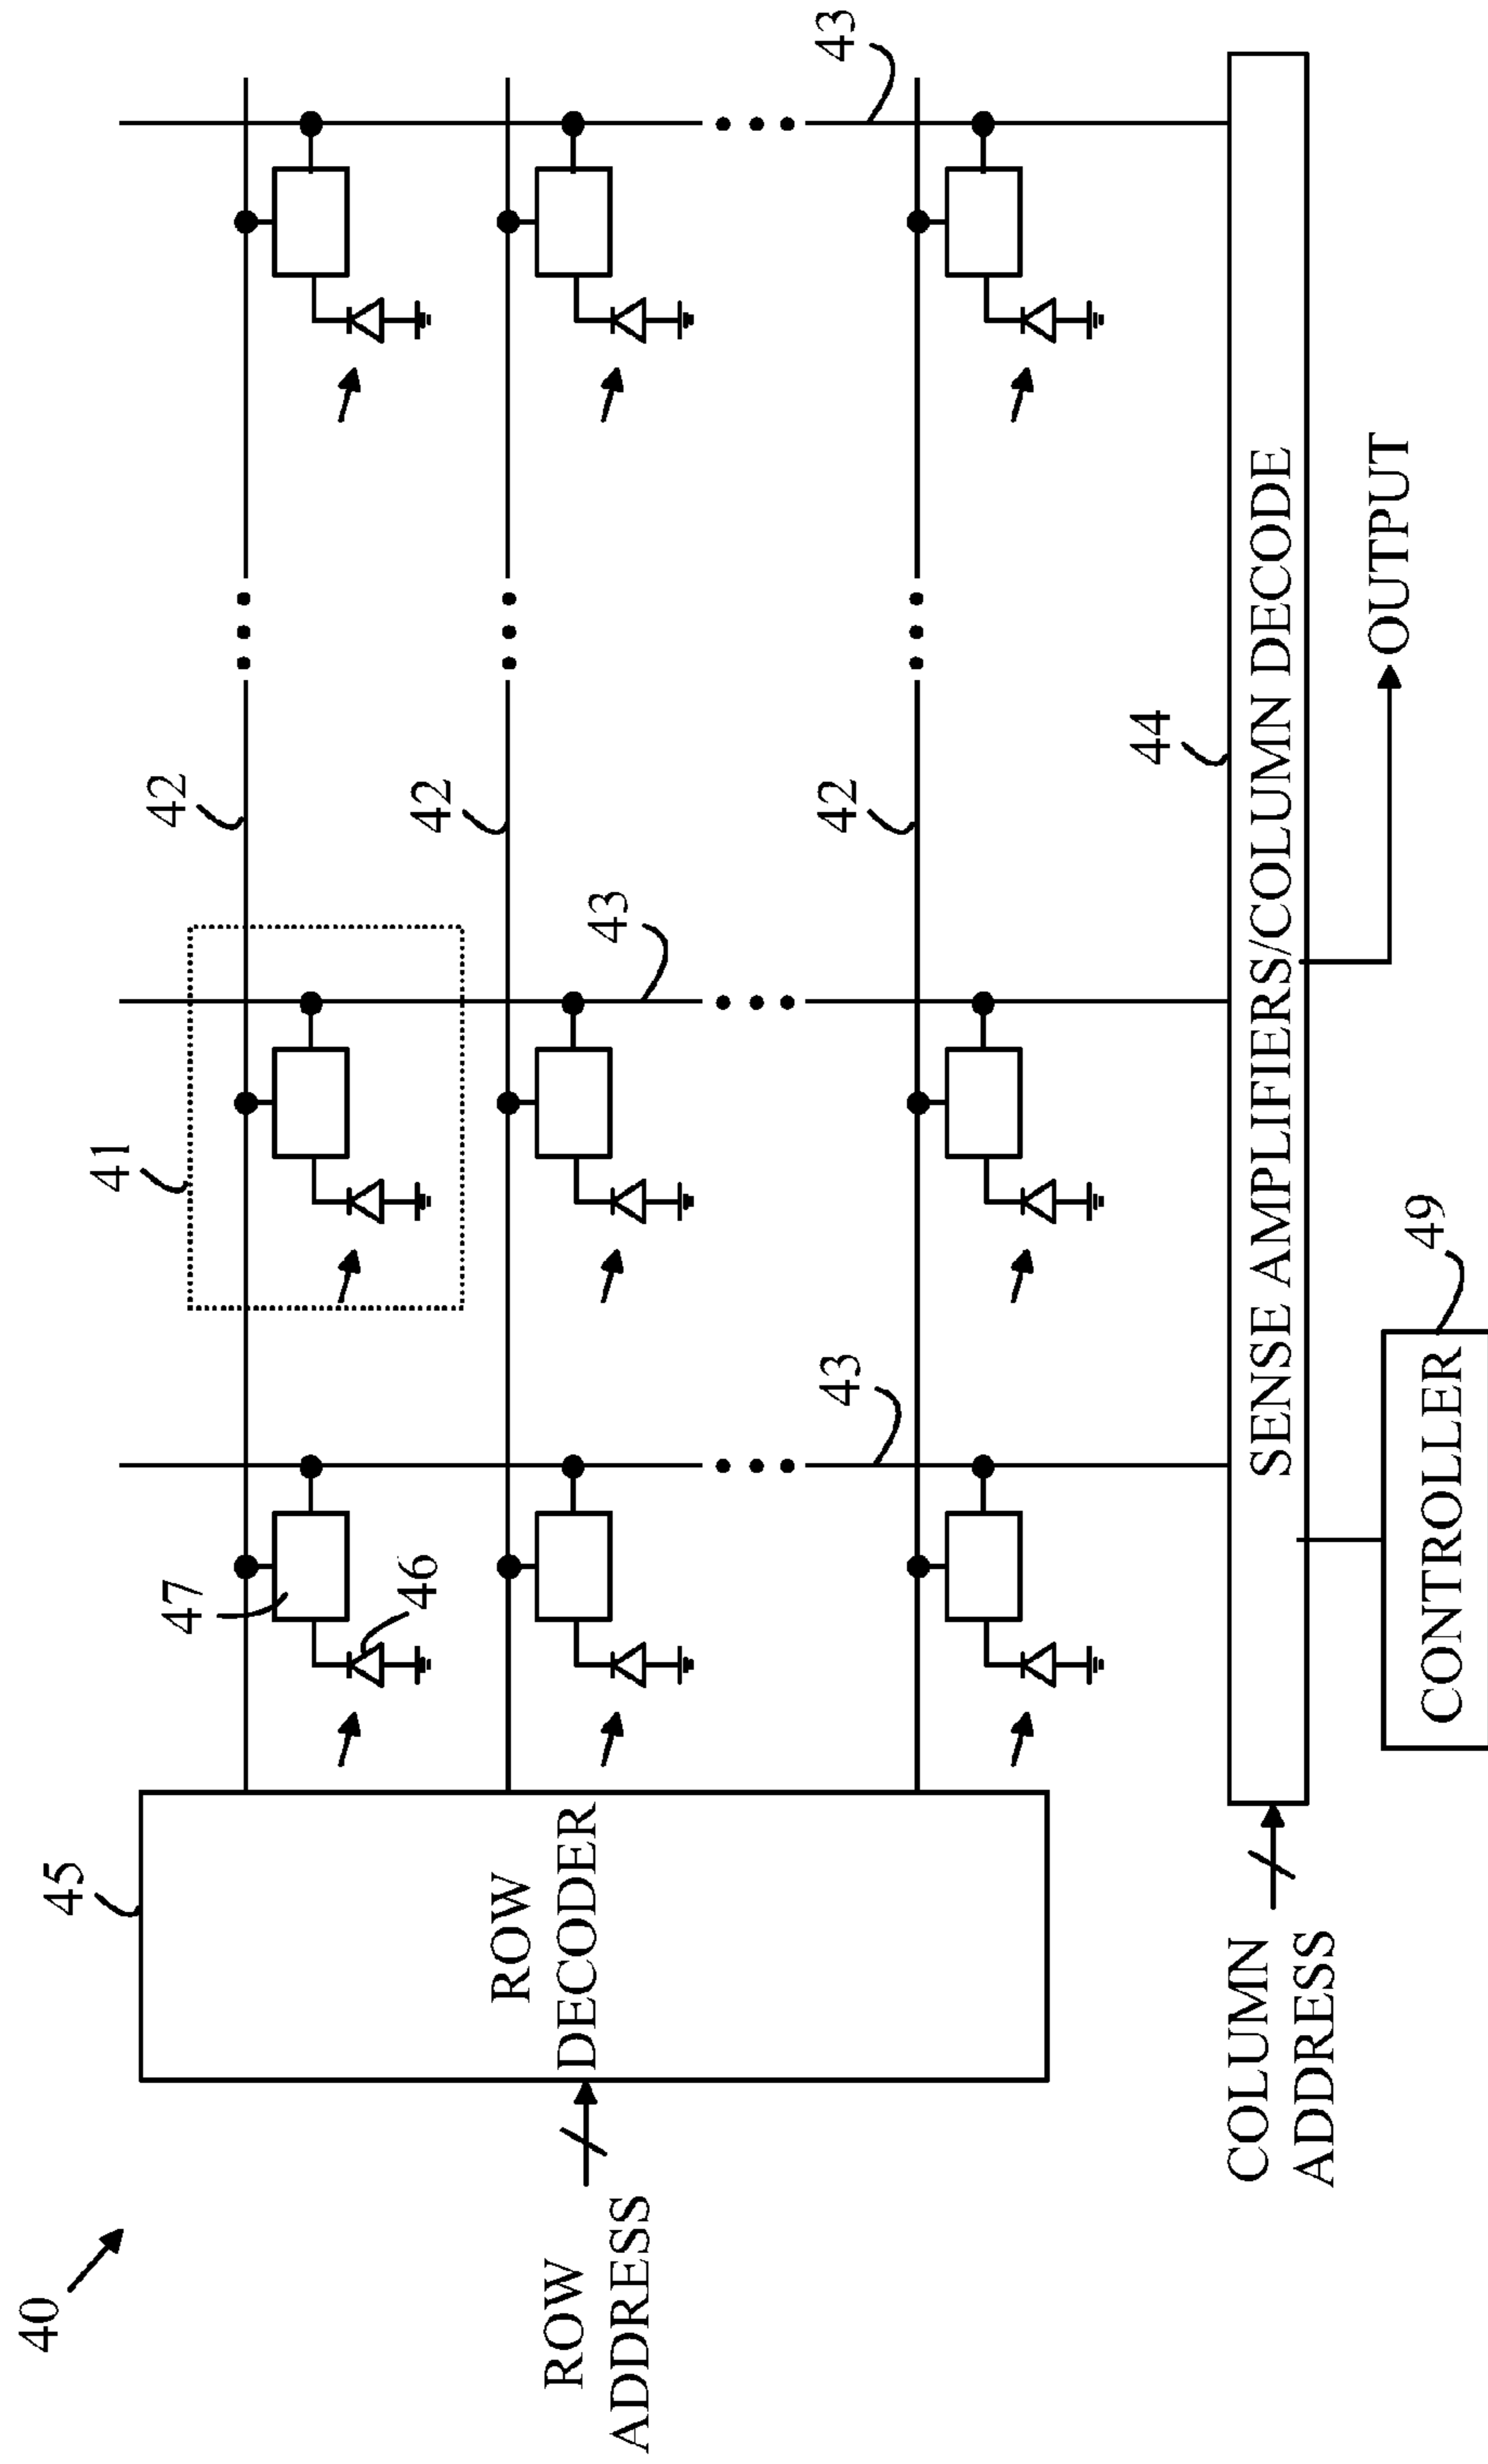 40
45
41
47
42
46
42
ROW
DECODER
ROW
ADDRESS
43
43
42
43
44
COLUMN
ADDRESS
SENSE AMPLIFIERS/COLUMN DECODE
OUTPUT
CONTROLLER
49